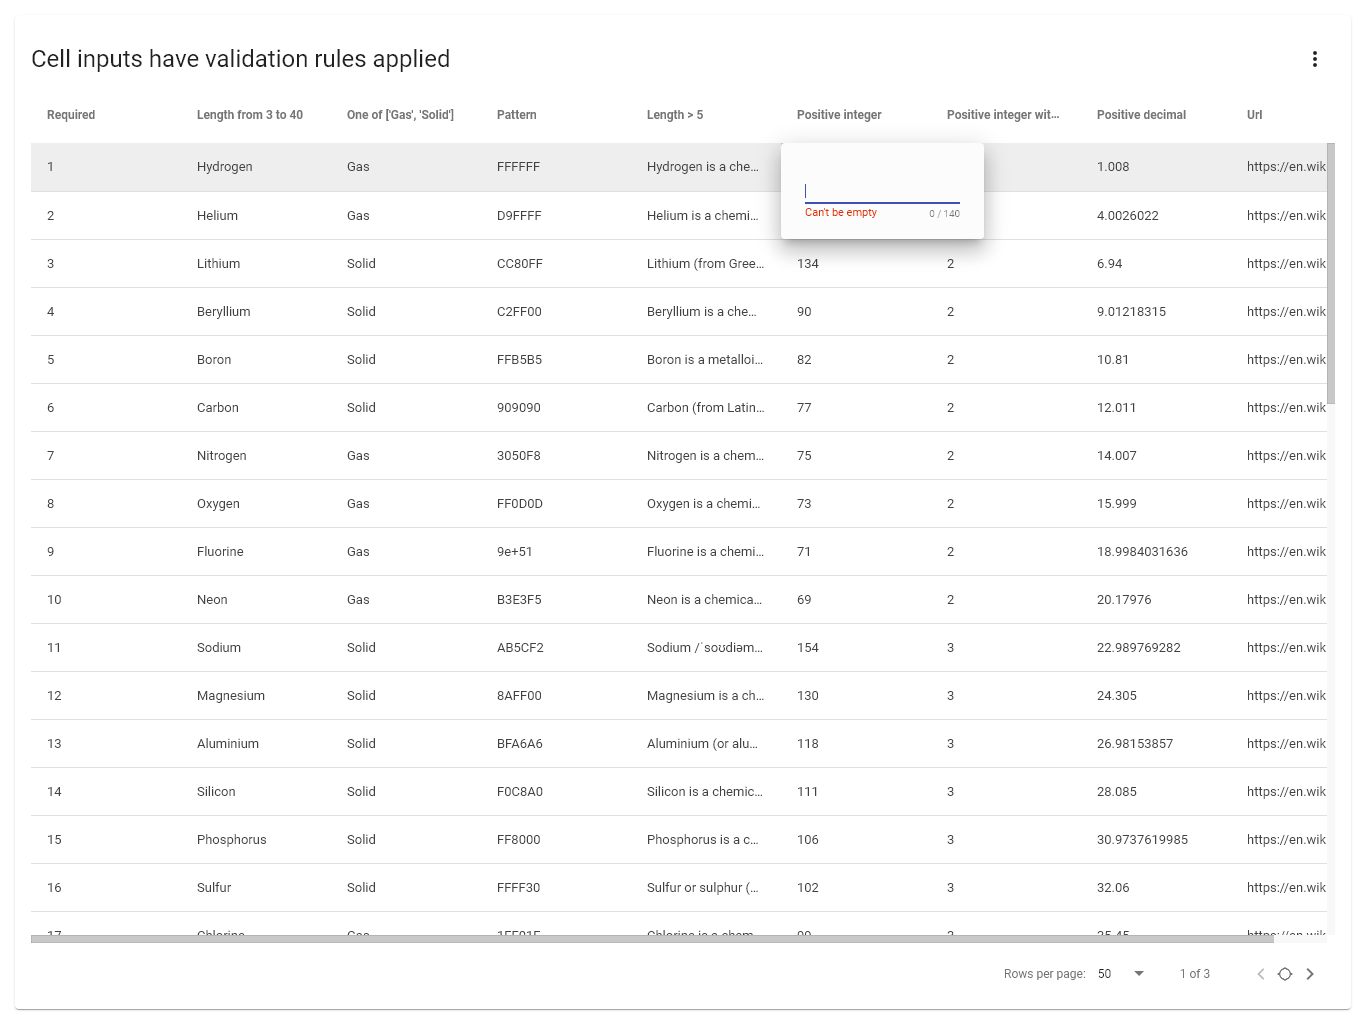 Cell inputs have validation rules applied
Required Length from 3 to 40 One of ['Gas', 'Solid'] Pattern Length > 5 Positive integer Positive integer wit... Positive decimal Url
1 Hydrogen Gas FFFFFF Hydrogen is a che... 1.008 https://en.wik
Can't be empty 0 / 140
2 Helium Gas D9FFFF Helium is a chemi... 4.0026022 https://en.wik
3 Lithium Solid CC80FF Lithium (from Gree... 134 2 6.94 https://en.wik
4 Beryllium Solid C2FF00 Beryllium is a che... 90 2 9.01218315 https://en.wik
5 Boron Solid FFB5B5 Boron is a metalloi... 82 2 10.81 https://en.wik
6 Carbon Solid 909090 Carbon (from Latin... 77 2 12.011 https://en.wik
7 Nitrogen Gas 3050F8 Nitrogen is a chem... 75 2 14.007 https://en.wik
8 Oxygen Gas FF0D0D Oxygen is a chemi... 73 2 15.999 https://en.wik
9 Fluorine Gas 9e+51 Fluorine is a chemi... 71 2 18.9984031636 https://en.wik
10 Neon Gas B3E3F5 Neon is a chemica... 69 2 20.17976 https://en.wik
11 Sodium Solid AB5CF2 Sodium /ˈsoʊdiəm... 154 3 22.989769282 https://en.wik
12 Magnesium Solid 8AFF00 Magnesium is a ch... 130 3 24.305 https://en.wik
13 Aluminium Solid BFA6A6 Aluminium (or alu... 118 3 26.98153857 https://en.wik
14 Silicon Solid F0C8A0 Silicon is a chemic... 111 3 28.085 https://en.wik
15 Phosphorus Solid FF8000 Phosphorus is a c... 106 3 30.9737619985 https://en.wik
16 Sulfur Solid FFFF30 Sulfur or sulphur (... 102 3 32.06 https://en.wik
Rows per page: 50 1 of 3